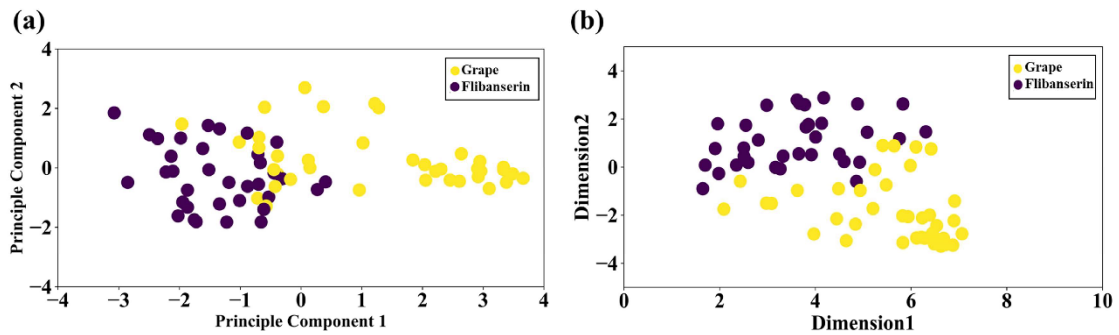 (a)
4
2
0
−2
−4
−4
−3
−2
−1
0
1
2
3
4
Principle Component 2
Principle Component 1
Grape
Flibanserin
(b)
4
2
0
−2
−4
0
2
4
6
8
10
Dimension2
Dimension1
Grape
Flibanserin